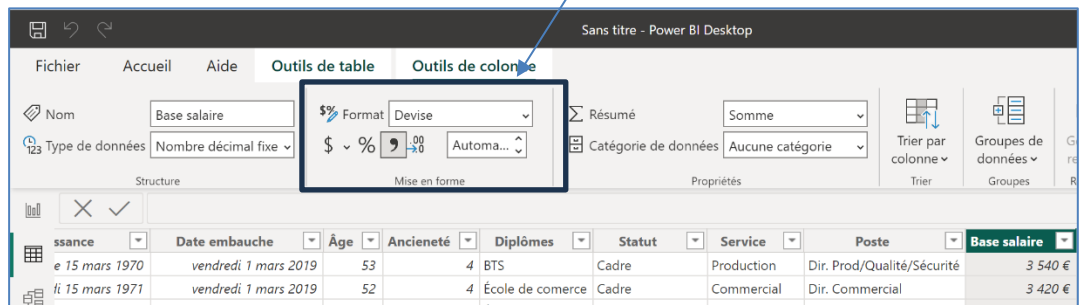 Sans titre - Power BI Desktop
Fichier Accueil Aide Outils de table Outils de colonne
Nom Base salaire $% Format Devise Σ Résumé Somme
123 Type de données Nombre décimal fixe $ % , .00 Automa... Catégorie de données Aucune catégorie Trier par colonne Groupes de données
Structure Mise en forme Propriétés Trier Groupes
ssance Date embauche Âge Ancieneté Diplômes Statut Service Poste Base salaire
e 15 mars 1970 vendredi 1 mars 2019 53 4 BTS Cadre Production Dir. Prod/Qualité/Sécurité 3 540 €
li 15 mars 1971 vendredi 1 mars 2019 52 4 École de comerce Cadre Commercial Dir. Commercial 3 420 €